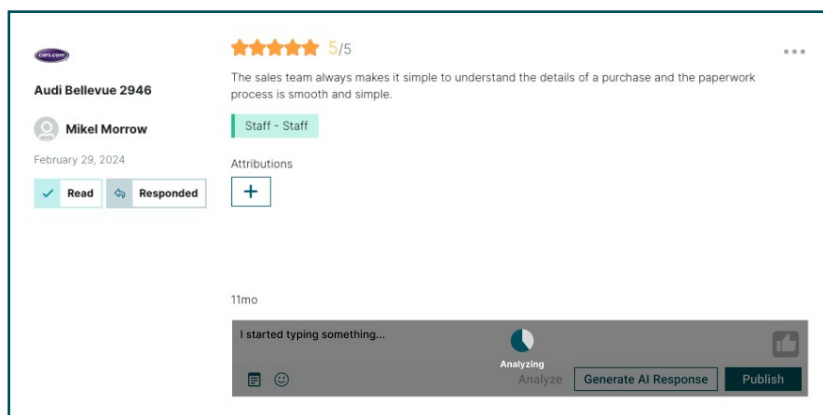 cars.com
5/5
The sales team always makes it simple to understand the details of a purchase and the paperwork
process is smooth and simple.
Audi Bellevue 2946
Mikel Morrow
Staff - Staff
February 29, 2024
Attributions
Read
Responded
11mo
I started typing something...
Analyzing
Analyze
Generate AI Response
Publish